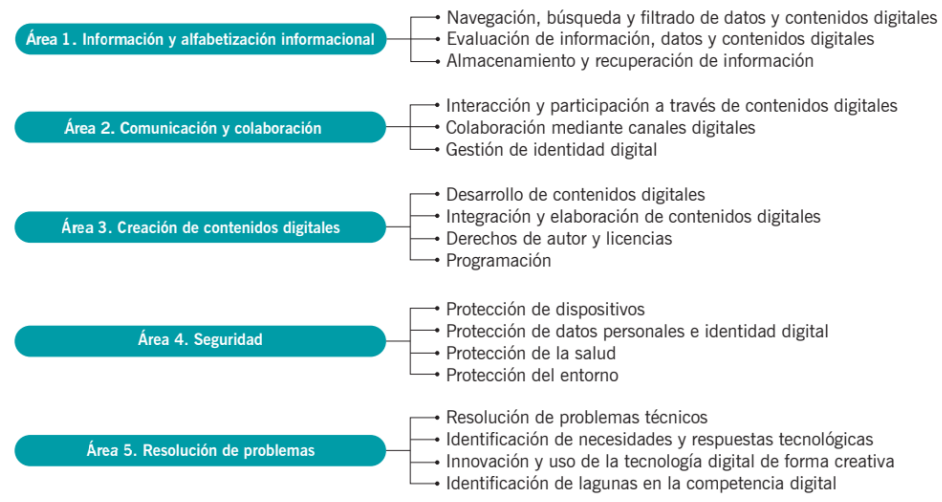 Área 1. Información y alfabetización informacional
Navegación, búsqueda y filtrado de datos y contenidos digitales
Evaluación de información, datos y contenidos digitales
Almacenamiento y recuperación de información
Área 2. Comunicación y colaboración
Interacción y participación a través de contenidos digitales
Colaboración mediante canales digitales
Gestión de identidad digital
Área 3. Creación de contenidos digitales
Desarrollo de contenidos digitales
Integración y elaboración de contenidos digitales
Derechos de autor y licencias
Programación
Área 4. Seguridad
Protección de dispositivos
Protección de datos personales e identidad digital
Protección de la salud
Protección del entorno
Área 5. Resolución de problemas
Resolución de problemas técnicos
Identificación de necesidades y respuestas tecnológicas
Innovación y uso de la tecnología digital de forma creativa
Identificación de lagunas en la competencia digital